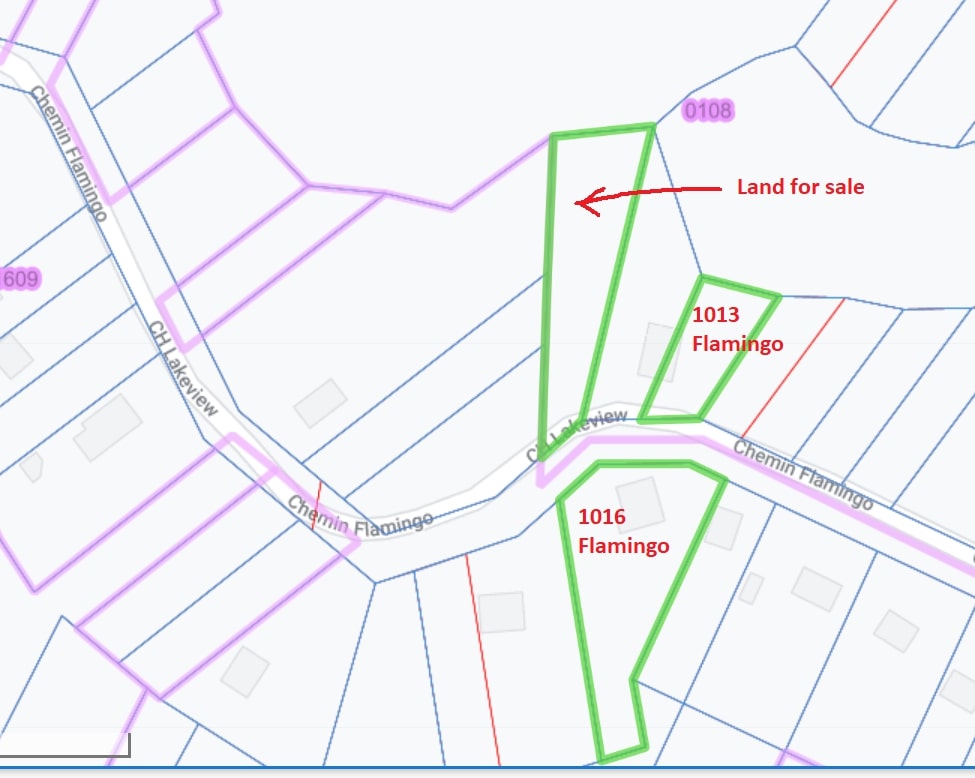 Chemin Flamingo
0108
Land for sale
609
1013
Flamingo
CH Lakeview
CH Lakeview
Chemin Flamingo
Chemin Flamingo
1016
Flamingo